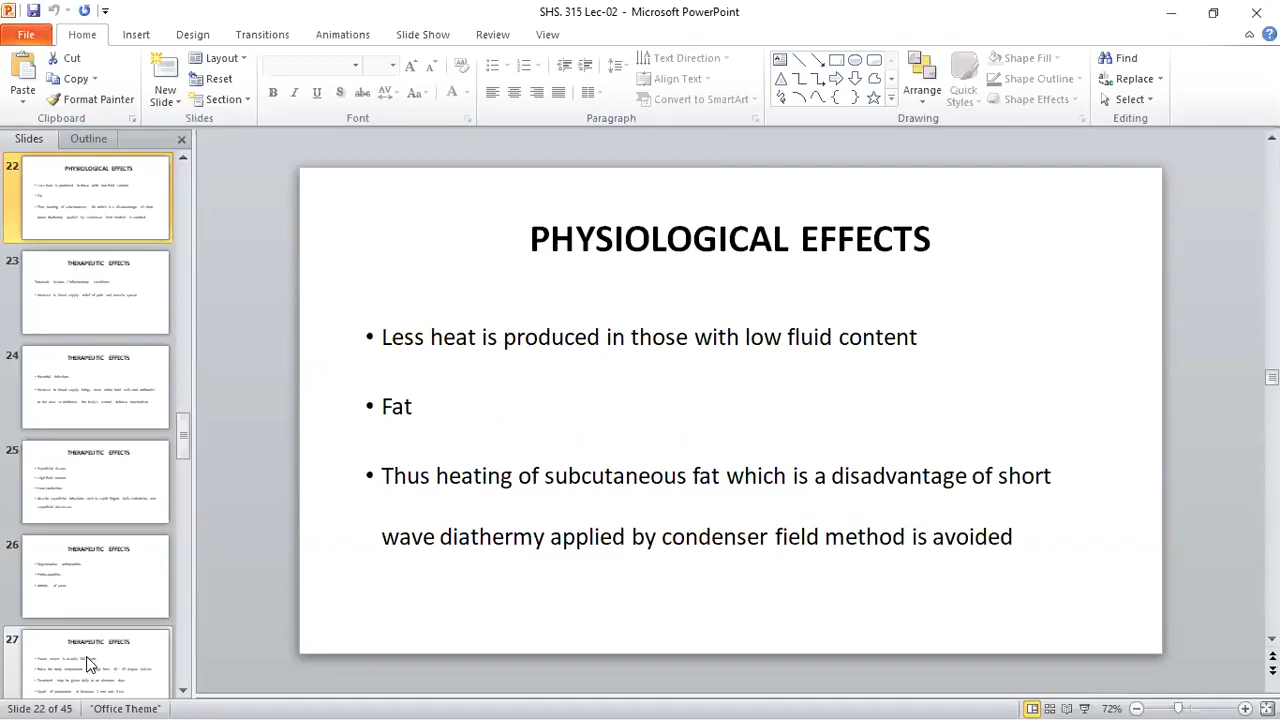 SHS. 315 Lec-02 - Microsoft PowerPoint
File Home Insert Design Transitions Animations Slide Show Review View
Paste
Cut
Copy
Format Painter
Clipboard
New Slide
Layout
Reset
Section
Slides
Font
Text Direction
Align Text
Convert to SmartArt
Paragraph
Arrange
Quick Styles
Shape Fill
Shape Outline
Shape Effects
Drawing
Find
Replace
Select
Editing
Slides Outline
22
PHYSIOLOGICAL EFFECTS
23
THERAPEUTIC EFFECTS
24
THERAPEUTIC EFFECTS
25
THERAPEUTIC EFFECTS
26
THERAPEUTIC EFFECTS
27
THERAPEUTIC EFFECTS
PHYSIOLOGICAL EFFECTS
• Less heat is produced in those with low fluid content
• Fat
• Thus heating of subcutaneous fat which is a disadvantage of short
wave diathermy applied by condenser field method is avoided
Slide 22 of 45 "Office Theme" 72%